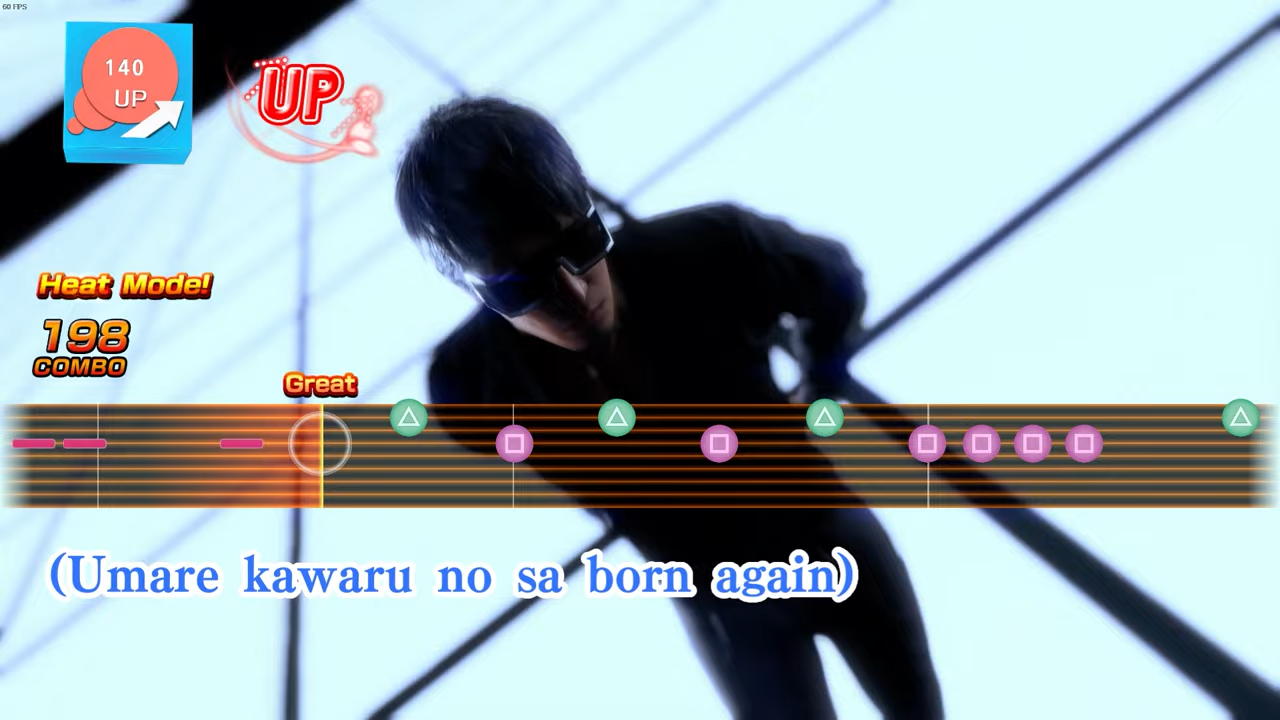 60 FPS
140
UP
UP
Heat Mode!
198
COMBO
Great
(Umare kawaru no sa born again)